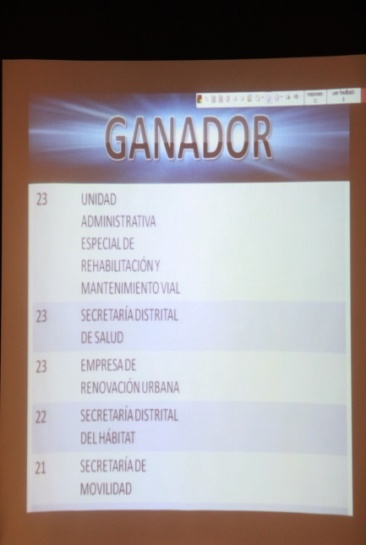 GANADOR
23 UNIDAD
ADMINISTRATIVA
ESPECIAL DE
REHABILITACIÓN Y
MANTENIMIENTO VIAL
23 SECRETARÍA DISTRITAL
DE SALUD
23 EMPRESA DE
RENOVACIÓN URBANA
22 SECRETARÍA DISTRITAL
DEL HÁBITAT
21 SECRETARÍA DE
MOVILIDAD